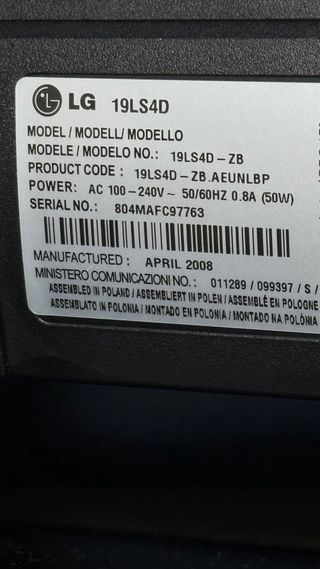 LG 19LS4D
MODEL / MODELL/ MODELLO
MODELE / MODELO NO.: 19LS4D-ZB
PRODUCT CODE : 19LS4D-ZB.AEUNLBP
POWER: AC 100-240V~ 50/60HZ 0.8A (50W)
SERIAL NO.: 804MAFC97763
MANUFACTURED : APRIL 2008
MINISTERO COMUNICAZIONI NO.: 011289 / 099397 / S /
ASSEMBLED IN POLAND / ASSEMBLIERT IN POLEN / ASSEMBLÉ EN POLOGNE
ASSEMBLATO IN POLONIA / MONTADO EN POLONIA / MONTADO NA POLÔNIA